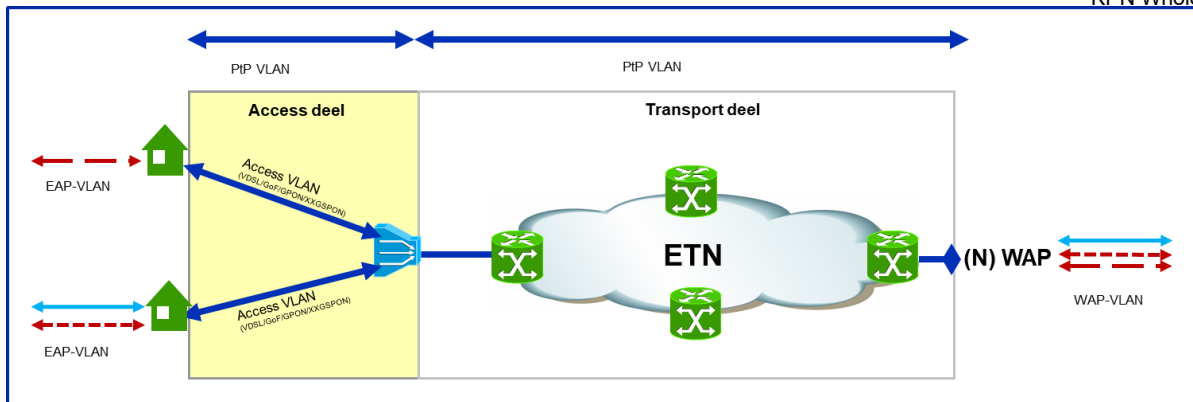 PtP VLAN
PtP VLAN
Access deel
Transport deel
Access VLAN
(VDSL/GoF/GPON/XXGSPON)
EAP-VLAN
ETN
(N) WAP
WAP-VLAN
Access VLAN
(VDSL/GoF/GPON/XXGSPON)
EAP-VLAN